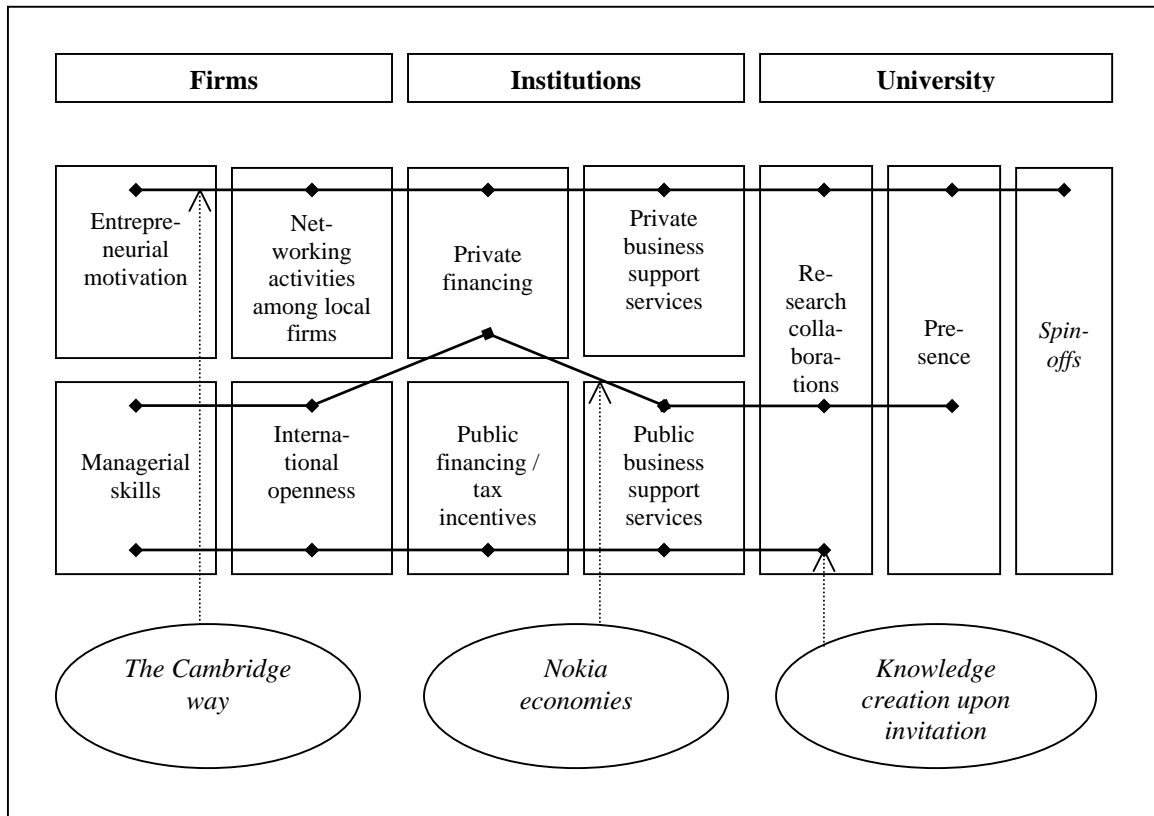 Firms
Institutions
University
Entrepre-
neurial
motivation
Net-
working
activities
among local
firms
Private
financing
Private
business
support
services
Re-
search
colla-
bora-
tions
Pre-
sence
Spin-
offs
Managerial
skills
Interna-
tional
openness
Public
financing /
tax
incentives
Public
business
support
services
The Cambridge
way
Nokia
economies
Knowledge
creation upon
invitation